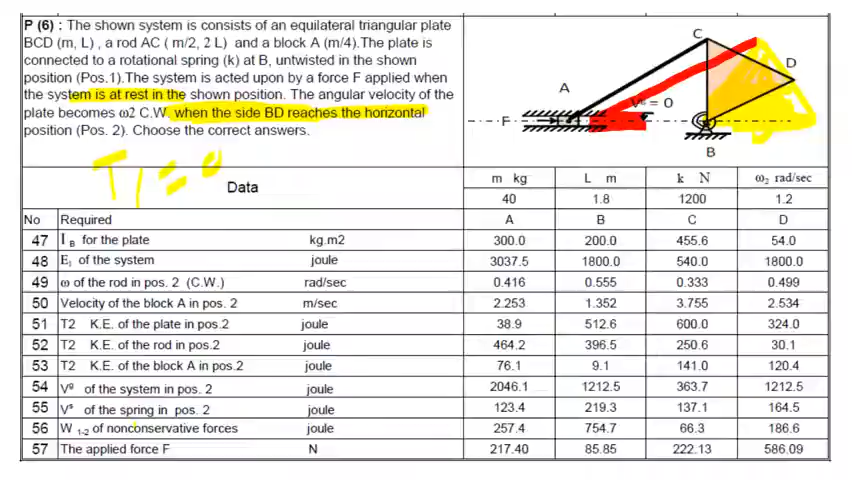 P (6) : The shown system is consists of an equilateral triangular plate
BCD (m, L) , a rod AC ( m/2, 2 L) and a block A (m/4).The plate is
connected to a rotational spring (k) at B, untwisted in the shown
position (Pos.1).The system is acted upon by a force F applied when
the system is at rest in the shown position. The angular velocity of the
plate becomes ω2 C.W. when the side BD reaches the horizontal
position (Pos. 2). Choose the correct answers.
C
D
A
Vᵍ = 0
F
B
T1 = 0
Data
m kg L m k N ω₂ rad/sec
40 1.8 1200 1.2
No Required A B C D
47 I B for the plate kg.m2 300.0 200.0 455.6 54.0
48 E₁ of the system joule 3037.5 1800.0 540.0 1800.0
49 ω of the rod in pos. 2 (C.W.) rad/sec 0.416 0.555 0.333 0.499
50 Velocity of the block A in pos. 2 m/sec 2.253 1.352 3.755 2.534
51 T2 K.E. of the plate in pos.2 joule 38.9 512.6 600.0 324.0
52 T2 K.E. of the rod in pos.2 joule 464.2 396.5 250.6 30.1
53 T2 K.E. of the block A in pos.2 joule 76.1 9.1 141.0 120.4
54 Vᵍ of the system in pos. 2 joule 2046.1 1212.5 363.7 1212.5
55 Vˢ of the spring in pos. 2 joule 123.4 219.3 137.1 164.5
56 W 1-2 of nonconservative forces joule 257.4 754.7 66.3 186.6
57 The applied force F N 217.40 85.85 222.13 586.09